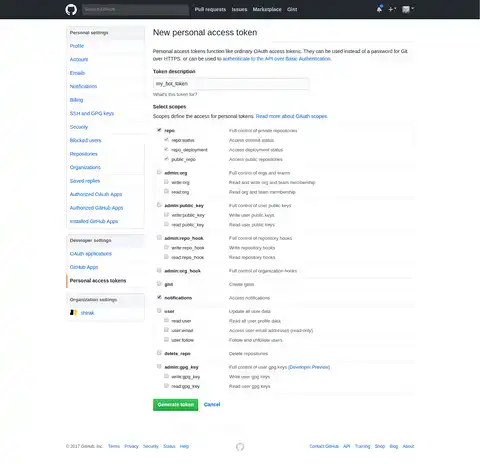 Search GitHub
Pull requests Issues Marketplace Gist
Personal settings
Profile
Account
Emails
Notifications
Billing
SSH and GPG keys
Security
Blocked users
Repositories
Organizations
Saved replies
Authorized OAuth Apps
Authorized GitHub Apps
Installed GitHub Apps
Developer settings
OAuth applications
GitHub Apps
Personal access tokens
Organization settings
New personal access token
Personal access tokens function like ordinary OAuth access tokens. They can be used instead of a password for Git
over HTTPS, or can be used to authenticate to the API over Basic Authentication.
Token description
my_bot_token
What's this token for?
Select scopes
Scopes define the access for personal tokens. Read more about OAuth scopes.
repo Full control of private repositories
repo:status Access commit status
repo_deployment Access deployment status
public_repo Access public repositories
admin:org Full control of orgs and teams
write:org Read and write org and team membership
read:org Read org and team membership
admin:public_key Full control of user public keys
write:public_key Write user public keys
read:public_key Read user public keys
admin:repo_hook Full control of repository hooks
write:repo_hook Write repository hooks
read:repo_hook Read repository hooks
admin:org_hook Full control of organization hooks
gist Create gists
notifications Access notifications
user Update all user data
read:user Read all user profile data
user:email Access user email addresses (read-only)
user:follow Follow and unfollow users
delete_repo Delete repositories
admin:gpg_key Full control of user gpg keys (Developer Preview)
write:gpg_key Write user gpg keys
read:gpg_key Read user gpg keys
Generate token Cancel
© 2017 GitHub, Inc. Terms Privacy Security Status Help
Contact GitHub API Training Shop Blog About